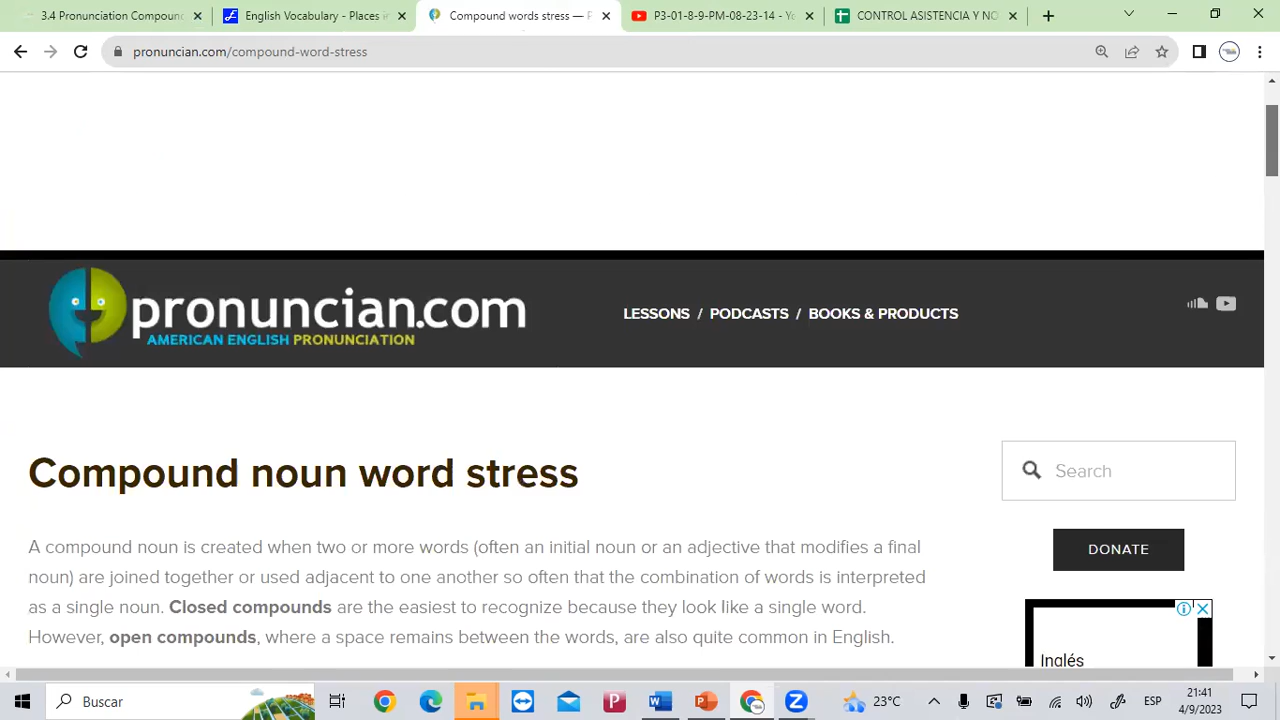 3.4 Pronunciation Compound
English Vocabulary - Places i
Compound words stress — P
P3-01-8-9-PM-08-23-14 - Yo
CONTROL ASISTENCIA Y NO
pronuncian.com/compound-word-stress
pronuncian.com
AMERICAN ENGLISH PRONUNCIATION
LESSONS / PODCASTS / BOOKS & PRODUCTS
Compound noun word stress
Search
A compound noun is created when two or more words (often an initial noun or an adjective that modifies a final
noun) are joined together or used adjacent to one another so often that the combination of words is interpreted
as a single noun. Closed compounds are the easiest to recognize because they look like a single word.
However, open compounds, where a space remains between the words, are also quite common in English.
DONATE
Inglés
Buscar
23°C
ESP
21:41
4/9/2023